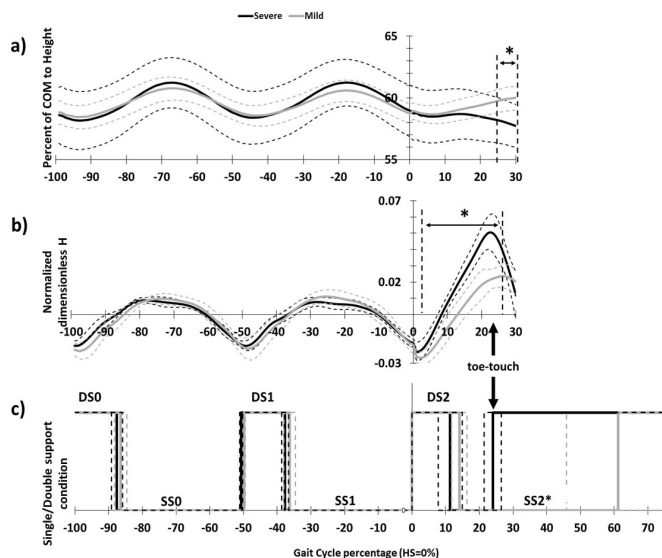 Severe Mild
a)
Percent of COM to Height
65
60
55
*
-100 -90 -80 -70 -60 -50 -40 -30 -20 -10 0 10 20 30
b)
Normalized dimensionless H
0.07
0.02
-0.03
*
-100 -90 -80 -70 -60 -50 -40 -30 -20 -10 0 10 20 30
toe-touch
c)
DS0 DS1 DS2
Single/Double support condition
SS0 SS1 SS2*
0
-100 -90 -80 -70 -60 -50 -40 -30 -20 -10 0 10 20 30 40 50 60 70
Gait Cycle percentage (HS=0%)